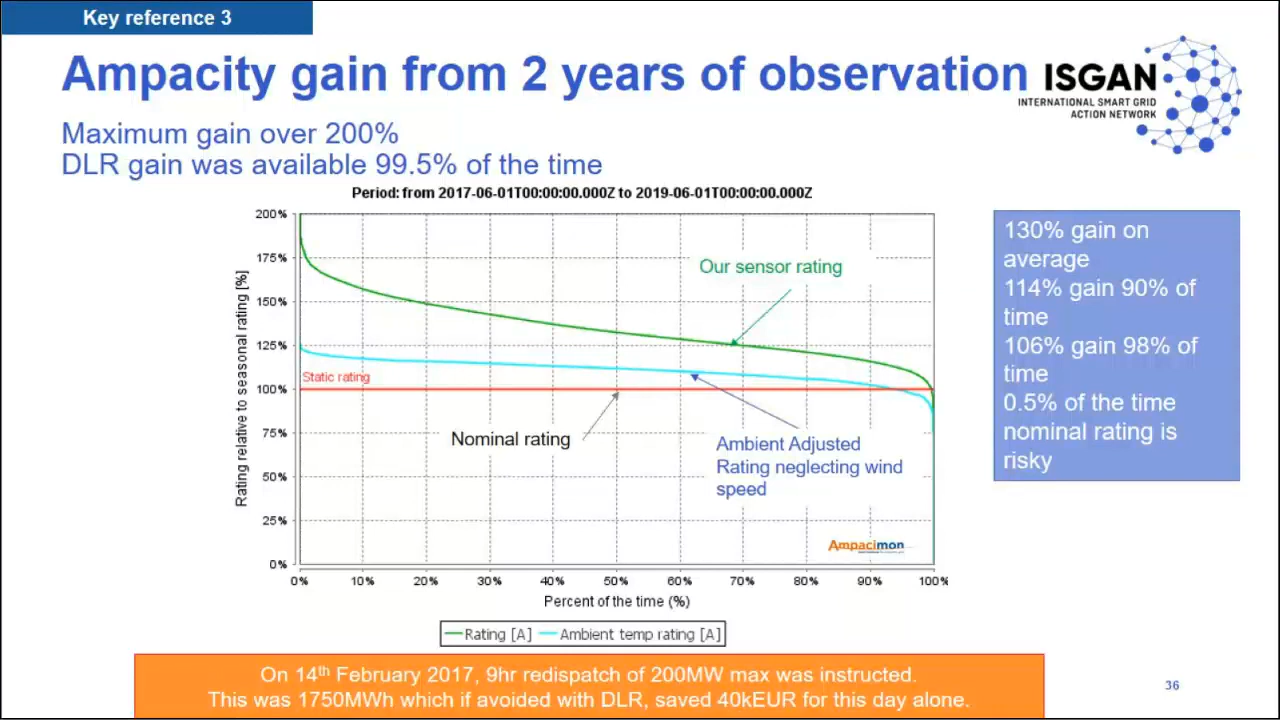 Key reference 3
Ampacity gain from 2 years of observation
ISGAN
INTERNATIONAL SMART GRID
ACTION NETWORK
Maximum gain over 200%
DLR gain was available 99.5% of the time
Period: from 2017-06-01T00:00:00.000Z to 2019-06-01T00:00:00.000Z
Rating relative to seasonal rating [%]
200%
175%
150%
125%
100%
75%
50%
25%
0%
Our sensor rating
Static rating
Nominal rating
Ambient Adjusted
Rating neglecting wind
speed
Ampacimon
0% 10% 20% 30% 40% 50% 60% 70% 80% 90% 100%
Percent of the time (%)
Rating [A] Ambient temp rating [A]
130% gain on
average
114% gain 90% of
time
106% gain 98% of
time
0.5% of the time
nominal rating is
risky
On 14th February 2017, 9hr redispatch of 200MW max was instructed.
This was 1750MWh which if avoided with DLR, saved 40kEUR for this day alone.
36